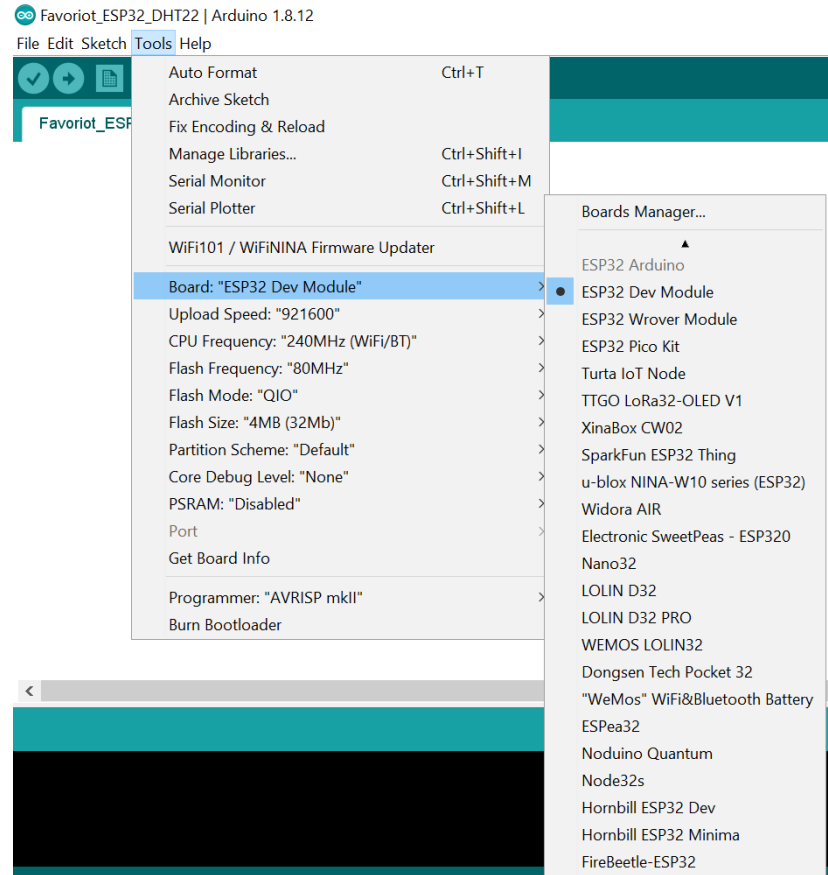 Favoriot_ESP32_DHT22 | Arduino 1.8.12
File Edit Sketch Tools Help
Favoriot_ESP
Auto Format Ctrl+T
Archive Sketch
Fix Encoding & Reload
Manage Libraries... Ctrl+Shift+I
Serial Monitor Ctrl+Shift+M
Serial Plotter Ctrl+Shift+L
WiFi101 / WiFiNINA Firmware Updater
Board: "ESP32 Dev Module"
Upload Speed: "921600"
CPU Frequency: "240MHz (WiFi/BT)"
Flash Frequency: "80MHz"
Flash Mode: "QIO"
Flash Size: "4MB (32Mb)"
Partition Scheme: "Default"
Core Debug Level: "None"
PSRAM: "Disabled"
Port
Get Board Info
Programmer: "AVRISP mkII"
Burn Bootloader
Boards Manager...
ESP32 Arduino
ESP32 Dev Module
ESP32 Wrover Module
ESP32 Pico Kit
Turta IoT Node
TTGO LoRa32-OLED V1
XinaBox CW02
SparkFun ESP32 Thing
u-blox NINA-W10 series (ESP32)
Widora AIR
Electronic SweetPeas - ESP320
Nano32
LOLIN D32
LOLIN D32 PRO
WEMOS LOLIN32
Dongsen Tech Pocket 32
"WeMos" WiFi&Bluetooth Battery
ESPea32
Noduino Quantum
Node32s
Hornbill ESP32 Dev
Hornbill ESP32 Minima
FireBeetle-ESP32